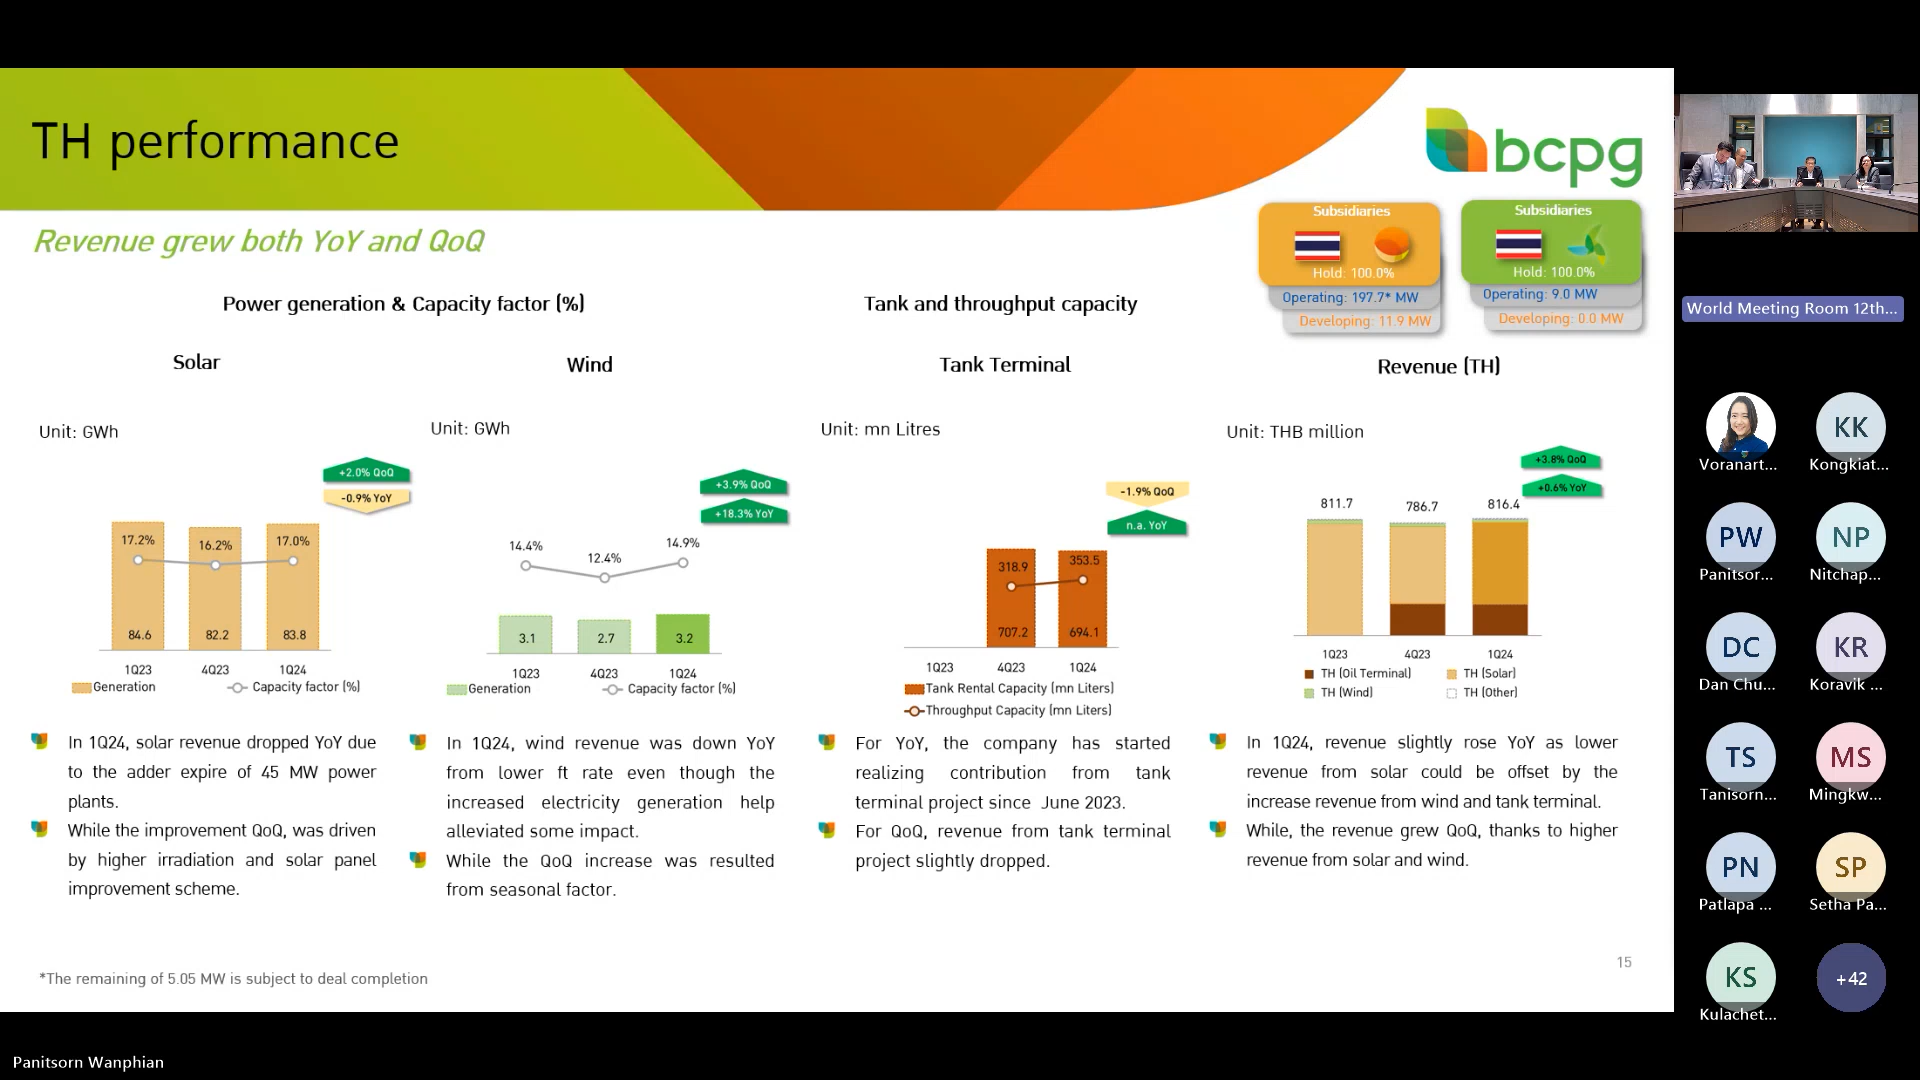 TH performance
bcpg
Revenue grew both YoY and QoQ
Subsidiaries
Hold: 100.0%
Operating: 197.7* MW
Developing: 11.9 MW
Subsidiaries
Hold: 100.0%
Operating: 9.0 MW
Developing: 0.0 MW
Power generation & Capacity factor (%)
Tank and throughput capacity
Solar
Unit: GWh
+2.0% QoQ
-0.9% YoY
17.2%
16.2%
17.0%
84.6
82.2
83.8
1Q23
4Q23
1Q24
Generation
Capacity factor (%)
In 1Q24, solar revenue dropped YoY due
to the adder expire of 45 MW power
plants.
While the improvement QoQ, was driven
by higher irradiation and solar panel
improvement scheme.
Wind
Unit: GWh
+3.9% QoQ
+18.3% YoY
14.4%
12.4%
14.9%
3.1
2.7
3.2
1Q23
4Q23
1Q24
Generation
Capacity factor (%)
In 1Q24, wind revenue was down YoY
from lower ft rate even though the
increased electricity generation help
alleviated some impact.
While the QoQ increase was resulted
from seasonal factor.
Tank Terminal
Unit: mn Litres
-1.9% QoQ
n.a. YoY
318.9
353.5
707.2
694.1
1Q23
4Q23
1Q24
Tank Rental Capacity (mn Liters)
Throughput Capacity (mn Liters)
For YoY, the company has started
realizing contribution from tank
terminal project since June 2023.
For QoQ, revenue from tank terminal
project slightly dropped.
Revenue (TH)
Unit: THB million
+3.8% QoQ
+0.6% YoY
811.7
786.7
816.4
1Q23
4Q23
1Q24
TH (Oil Terminal)
TH (Solar)
TH (Wind)
TH (Other)
In 1Q24, revenue slightly rose YoY as lower
revenue from solar could be offset by the
increase revenue from wind and tank terminal.
While, the revenue grew QoQ, thanks to higher
revenue from solar and wind.
*The remaining of 5.05 MW is subject to deal completion
15
World Meeting Room 12th...
Voranart...
KK
Kongkiat...
PW
Panitsor...
NP
Nitchap...
DC
Dan Chu...
KR
Koravik ...
TS
Tanisorn...
MS
Mingkw...
PN
Patlapa ...
SP
Setha Pa...
KS
Kulachet...
+42
Panitsorn Wanphian